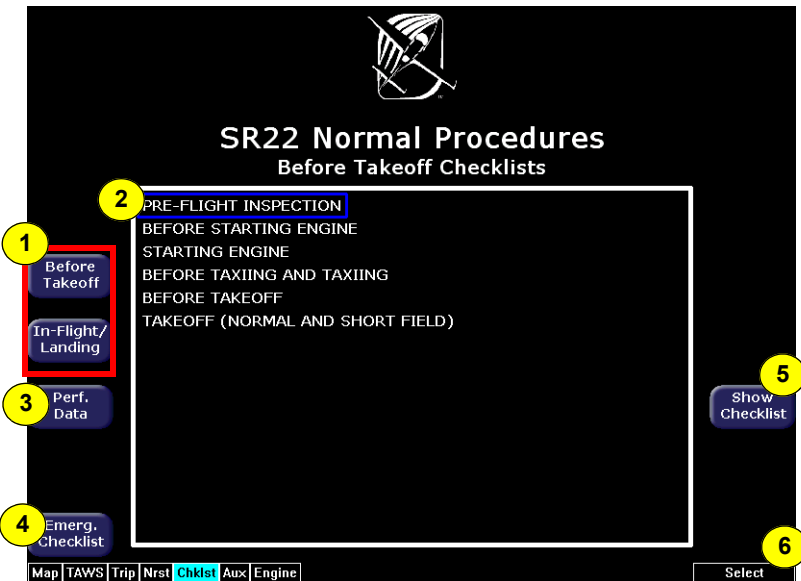 SR22 Normal Procedures
Before Takeoff Checklists
2
PRE-FLIGHT INSPECTION
BEFORE STARTING ENGINE
STARTING ENGINE
BEFORE TAXIING AND TAXIING
BEFORE TAKEOFF
TAKEOFF (NORMAL AND SHORT FIELD)
1
Before
Takeoff
In-Flight/
Landing
3
Perf.
Data
4
Emerg.
Checklist
5
Show
Checklist
6
Map TAWS Trip Nrst Chklst Aux Engine
Select